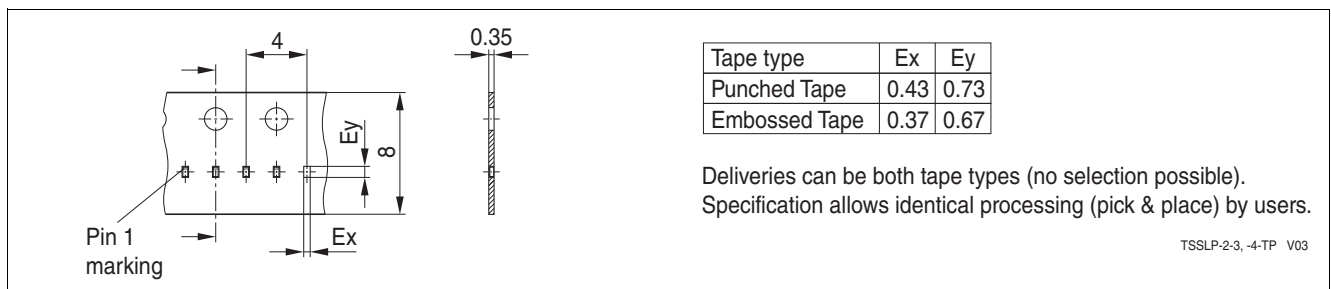 4
0.35
Ey
8
Pin 1
marking
Ex
Tape type Ex Ey
Punched Tape 0.43 0.73
Embossed Tape 0.37 0.67
Deliveries can be both tape types (no selection possible).
Specification allows identical processing (pick & place) by users.
TSSLP-2-3, -4-TP V03